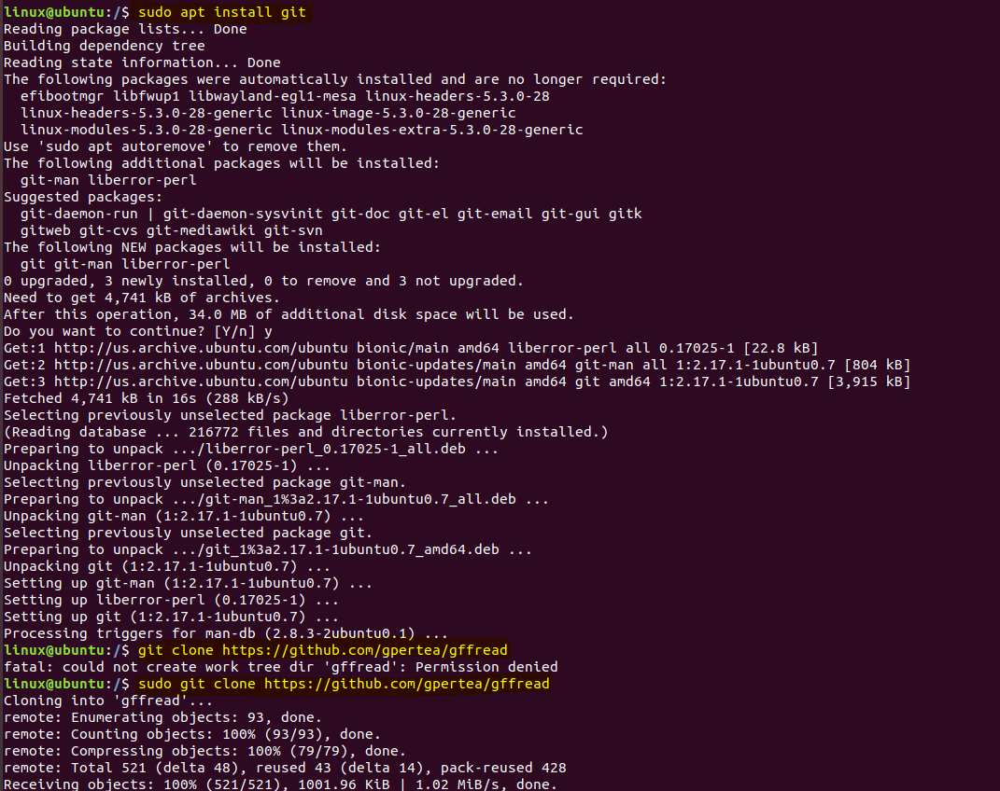 linux@ubuntu:/$ sudo apt install git
Reading package lists... Done
Building dependency tree
Reading state information... Done
The following packages were automatically installed and are no longer required:
  efibootmgr libfwup1 libwayland-egl1-mesa linux-headers-5.3.0-28
  linux-headers-5.3.0-28-generic linux-image-5.3.0-28-generic
  linux-modules-5.3.0-28-generic linux-modules-extra-5.3.0-28-generic
Use 'sudo apt autoremove' to remove them.
The following additional packages will be installed:
  git-man liberror-perl
Suggested packages:
  git-daemon-run | git-daemon-sysvinit git-doc git-el git-email git-gui gitk
  gitweb git-cvs git-mediawiki git-svn
The following NEW packages will be installed:
  git git-man liberror-perl
0 upgraded, 3 newly installed, 0 to remove and 3 not upgraded.
Need to get 4,741 kB of archives.
After this operation, 34.0 MB of additional disk space will be used.
Do you want to continue? [Y/n] y
Get:1 http://us.archive.ubuntu.com/ubuntu bionic/main amd64 liberror-perl all 0.17025-1 [22.8 kB]
Get:2 http://us.archive.ubuntu.com/ubuntu bionic-updates/main amd64 git-man all 1:2.17.1-1ubuntu0.7 [804 kB]
Get:3 http://us.archive.ubuntu.com/ubuntu bionic-updates/main amd64 git amd64 1:2.17.1-1ubuntu0.7 [3,915 kB]
Fetched 4,741 kB in 16s (288 kB/s)
Selecting previously unselected package liberror-perl.
(Reading database ... 216772 files and directories currently installed.)
Preparing to unpack .../liberror-perl_0.17025-1_all.deb ...
Unpacking liberror-perl (0.17025-1) ...
Selecting previously unselected package git-man.
Preparing to unpack .../git-man_1%3a2.17.1-1ubuntu0.7_all.deb ...
Unpacking git-man (1:2.17.1-1ubuntu0.7) ...
Selecting previously unselected package git.
Preparing to unpack .../git_1%3a2.17.1-1ubuntu0.7_amd64.deb ...
Unpacking git (1:2.17.1-1ubuntu0.7) ...
Setting up git-man (1:2.17.1-1ubuntu0.7) ...
Setting up liberror-perl (0.17025-1) ...
Setting up git (1:2.17.1-1ubuntu0.7) ...
Processing triggers for man-db (2.8.3-2ubuntu0.1) ...
linux@ubuntu:/$ git clone https://github.com/gpertea/gffread
fatal: could not create work tree dir 'gffread': Permission denied
linux@ubuntu:/$ sudo git clone https://github.com/gpertea/gffread
Cloning into 'gffread'...
remote: Enumerating objects: 93, done.
remote: Counting objects: 100% (93/93), done.
remote: Compressing objects: 100% (79/79), done.
remote: Total 521 (delta 48), reused 43 (delta 14), pack-reused 428
Receiving objects: 100% (521/521), 1001.96 KiB | 1.02 MiB/s, done.